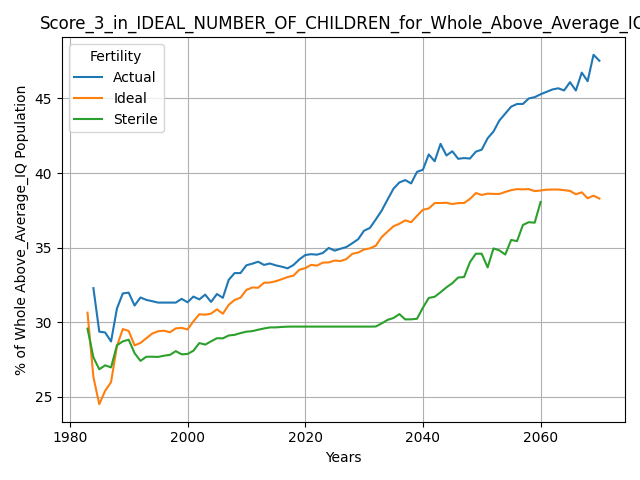 Score_3_in_IDEAL_NUMBER_OF_CHILDREN_for_Whole_Above_Average_IQ
Fertility
Actual
Ideal
Sterile
% of Whole Above_Average_IQ Population
45
40
35
30
25
1980
2000
2020
2040
2060
Years